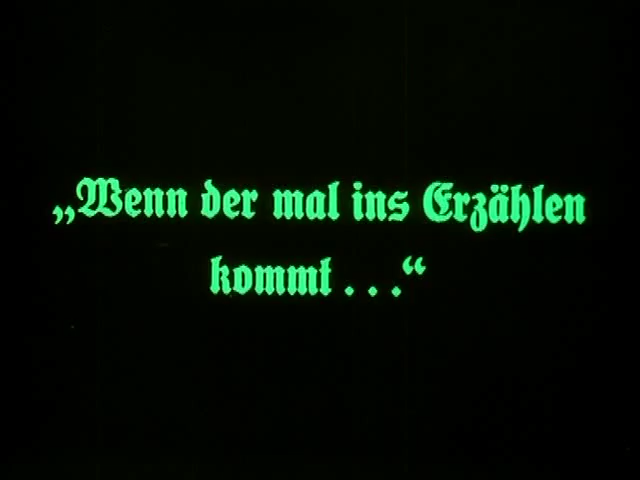 „Wenn der mal ins Erzählen
kommt . . .“